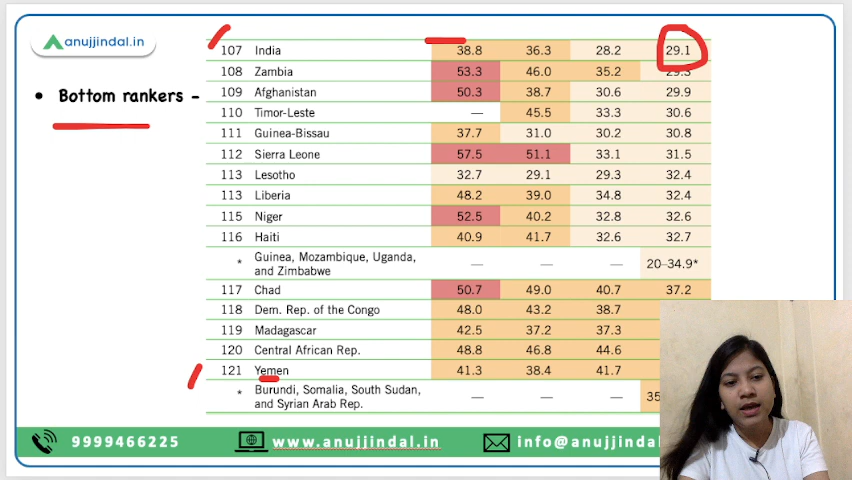 anujjindal.in
• Bottom rankers -
107 India 38.8 36.3 28.2 29.1
108 Zambia 53.3 46.0 35.2 29.3
109 Afghanistan 50.3 38.7 30.6 29.9
110 Timor-Leste — 45.5 33.3 30.6
111 Guinea-Bissau 37.7 31.0 30.2 30.8
112 Sierra Leone 57.5 51.1 33.1 31.5
113 Lesotho 32.7 29.1 29.3 32.4
113 Liberia 48.2 39.0 34.8 32.4
115 Niger 52.5 40.2 32.8 32.6
116 Haiti 40.9 41.7 32.6 32.7
* Guinea, Mozambique, Uganda,
and Zimbabwe — — — 20–34.9*
117 Chad 50.7 49.0 40.7 37.2
118 Dem. Rep. of the Congo 48.0 43.2 38.7
119 Madagascar 42.5 37.2 37.3
120 Central African Rep. 48.8 46.8 44.6
121 Yemen 41.3 38.4 41.7
* Burundi, Somalia, South Sudan,
and Syrian Arab Rep. — — — 35
9999466225 www.anujjindal.in info@anujjindal.